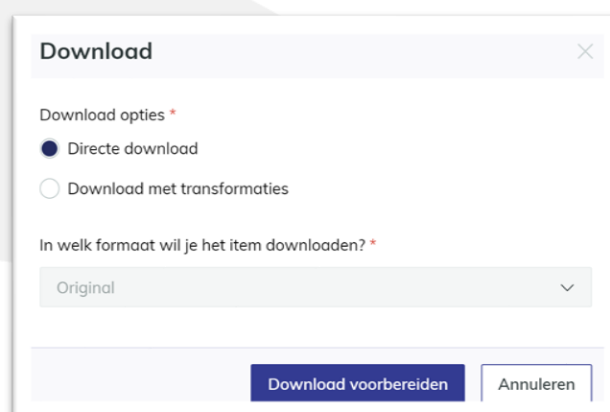 Download
Download opties *
Directe download
Download met transformaties
In welk formaat wil je het item downloaden? *
Original
Download voorbereiden
Annuleren